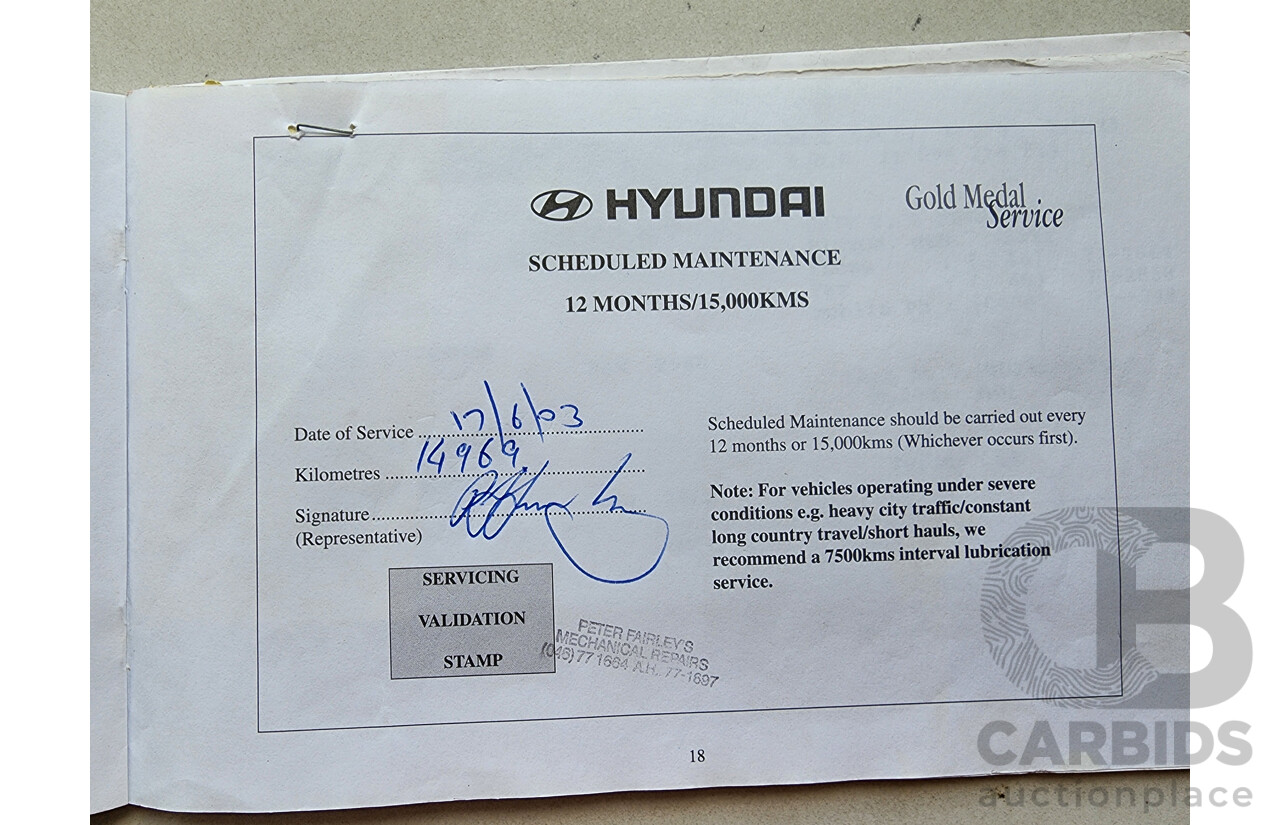 HYUNDAI
Gold Medal
Service
SCHEDULED MAINTENANCE
12 MONTHS/15,000KMS
Date of Service 17/6/03
Kilometres 14969
Signature
(Representative)
SERVICING
VALIDATION
STAMP
PETER FAIRLEY'S
MECHANICAL REPAIRS
(046)77 1664 A.H. 77-1697
Scheduled Maintenance should be carried out every
12 months or 15,000kms (Whichever occurs first).
Note: For vehicles operating under severe
conditions e.g. heavy city traffic/constant
long country travel/short hauls, we
recommend a 7500kms interval lubrication
service.
18
CB
CARBIDS
auctionplace